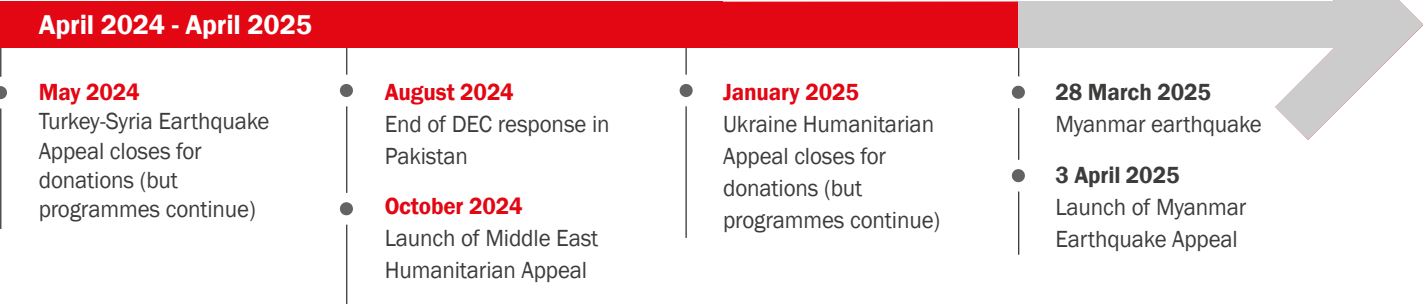 April 2024 - April 2025
May 2024
Turkey-Syria Earthquake
Appeal closes for
donations (but
programmes continue)
August 2024
End of DEC response in
Pakistan
October 2024
Launch of Middle East
Humanitarian Appeal
January 2025
Ukraine Humanitarian
Appeal closes for
donations (but
programmes continue)
28 March 2025
Myanmar earthquake
3 April 2025
Launch of Myanmar
Earthquake Appeal